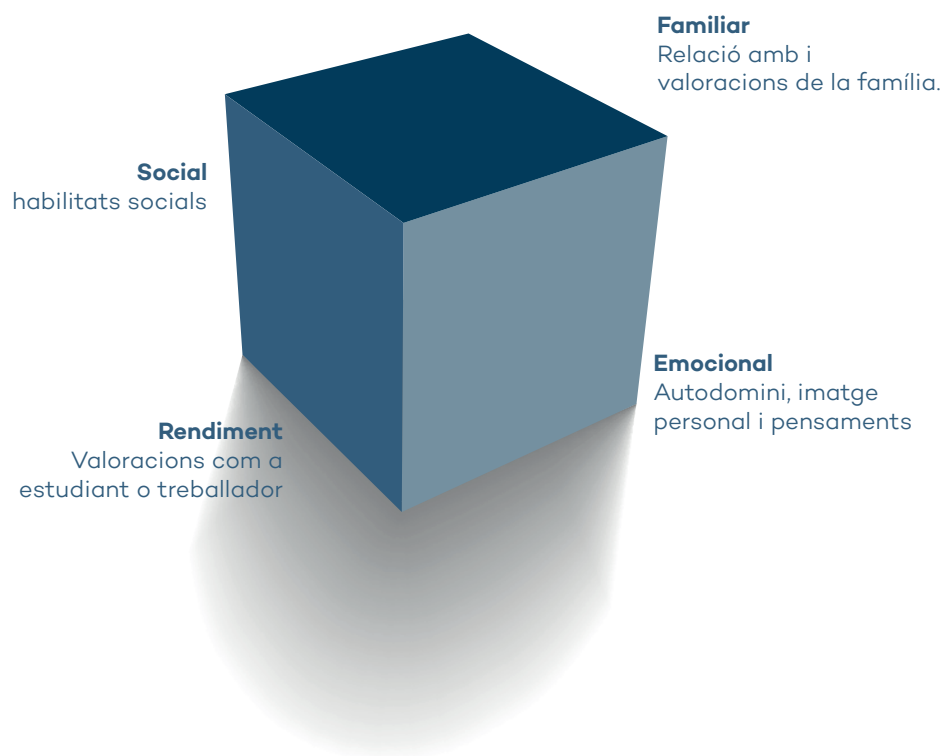 Familiar
Relació amb i
valoracions de la família.
Social
habilitats socials
Emocional
Autodomini, imatge
personal i pensaments
Rendiment
Valoracions com a
estudiant o treballador